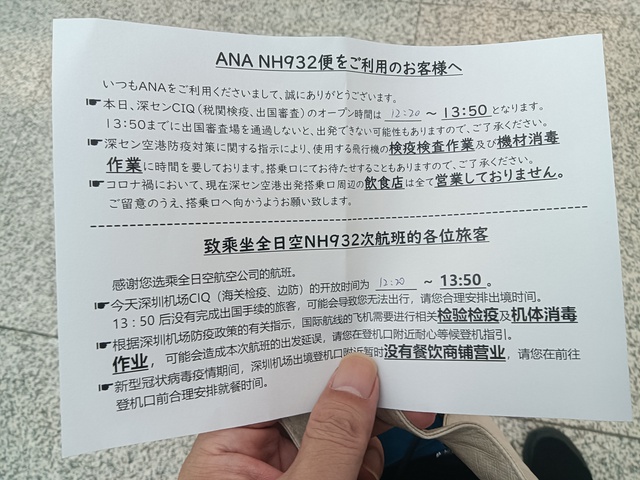 ANA NH932便をご利用のお客様へ
いつもANAをご利用くださいまして、誠にありがとうございます。
☛本日、深センCIQ(税関検疫、出国審査)のオープン時間は 12:20 ～ 13:50となります。
13:50までに出国審査場を通過しないと、出発できない可能性もありますので、ご了承ください。
☛深セン空港防疫対策に関する指示により、使用する飛行機の検疫検査作業及び機材消毒
作業に時間を要しております。搭乗口にてお待たせすることもありますので、ご了承ください。
☛コロナ禍において、現在深セン空港出発搭乗口周辺の飲食店は全て営業しておりません。
ご留意のうえ、搭乗口へ向かうようお願い致します。
致乘坐全日空NH932次航班的各位旅客
感谢您选乘全日空航空公司的航班。
☛今天深圳机场CIQ(海关检疫、边防)的开放时间为 12:20 ～ 13:50。
13:50后没有完成出国手续的旅客，可能会导致您无法出行，请您合理安排出境时间。
☛根据深圳机场防疫政策的有关指示，国际航线的飞机需要进行相关检验检疫及机体消毒
作业，可能会造成本次航班的出发延误，请您在登机口附近耐心等候登机指引。
☛新型冠状病毒疫情期间，深圳机场出境登机口附近暂时没有餐饮商铺营业，请您在前往
登机口前合理安排就餐时间。